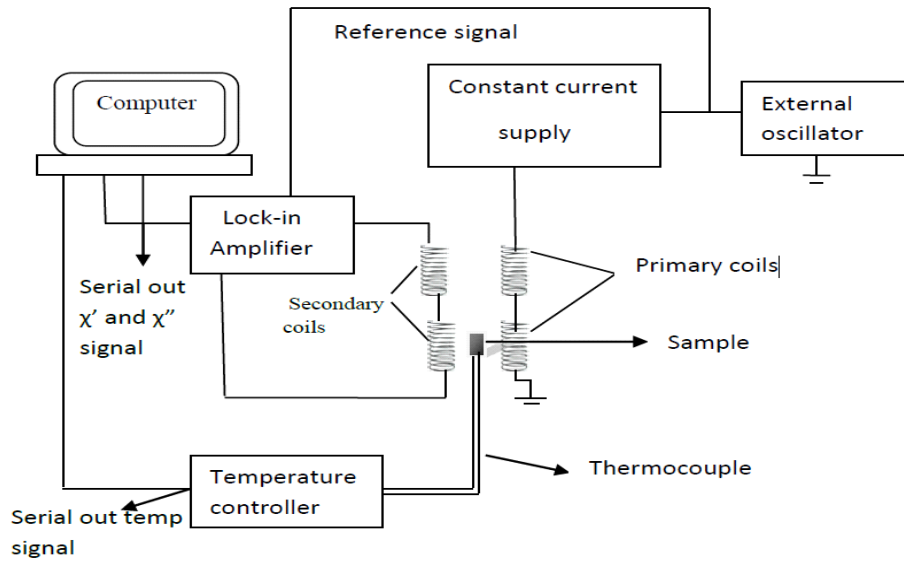 Reference signal
Computer
Constant current
supply
External
oscillator
Lock-in
Amplifier
Primary coils
Serial out
χ’ and χ’’
signal
Secondary
coils
Sample
Temperature
controller
Thermocouple
Serial out temp
signal